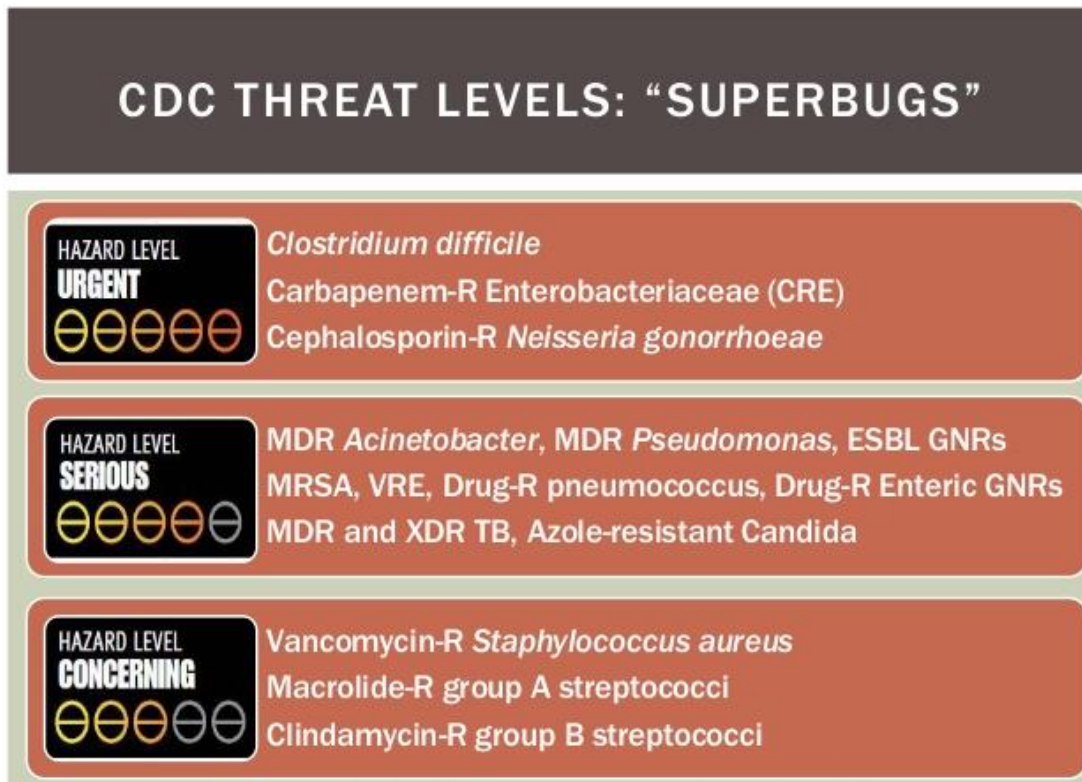 CDC THREAT LEVELS: “SUPERBUGS”
HAZARD LEVEL
URGENT
Clostridium difficile
Carbapenem-R Enterobacteriaceae (CRE)
Cephalosporin-R Neisseria gonorrhoeae
HAZARD LEVEL
SERIOUS
MDR Acinetobacter, MDR Pseudomonas, ESBL GNRs
MRSA, VRE, Drug-R pneumococcus, Drug-R Enteric GNRs
MDR and XDR TB, Azole-resistant Candida
HAZARD LEVEL
CONCERNING
Vancomycin-R Staphylococcus aureus
Macrolide-R group A streptococci
Clindamycin-R group B streptococci